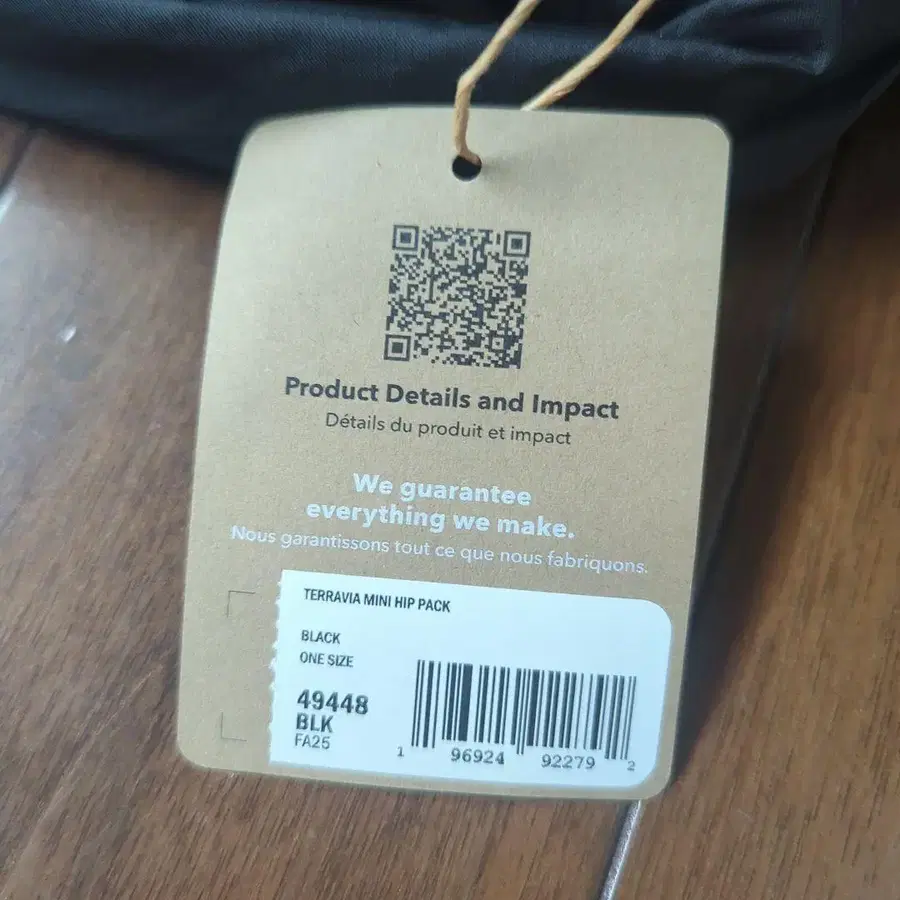 Product Details and Impact
Détails du produit et impact
We guarantee
everything we make.
Nous garantissons tout ce que nous fabriquons.
TERRAVIA MINI HIP PACK
BLACK
ONE SIZE
49448
BLK
FA25
1 96924 92279 2